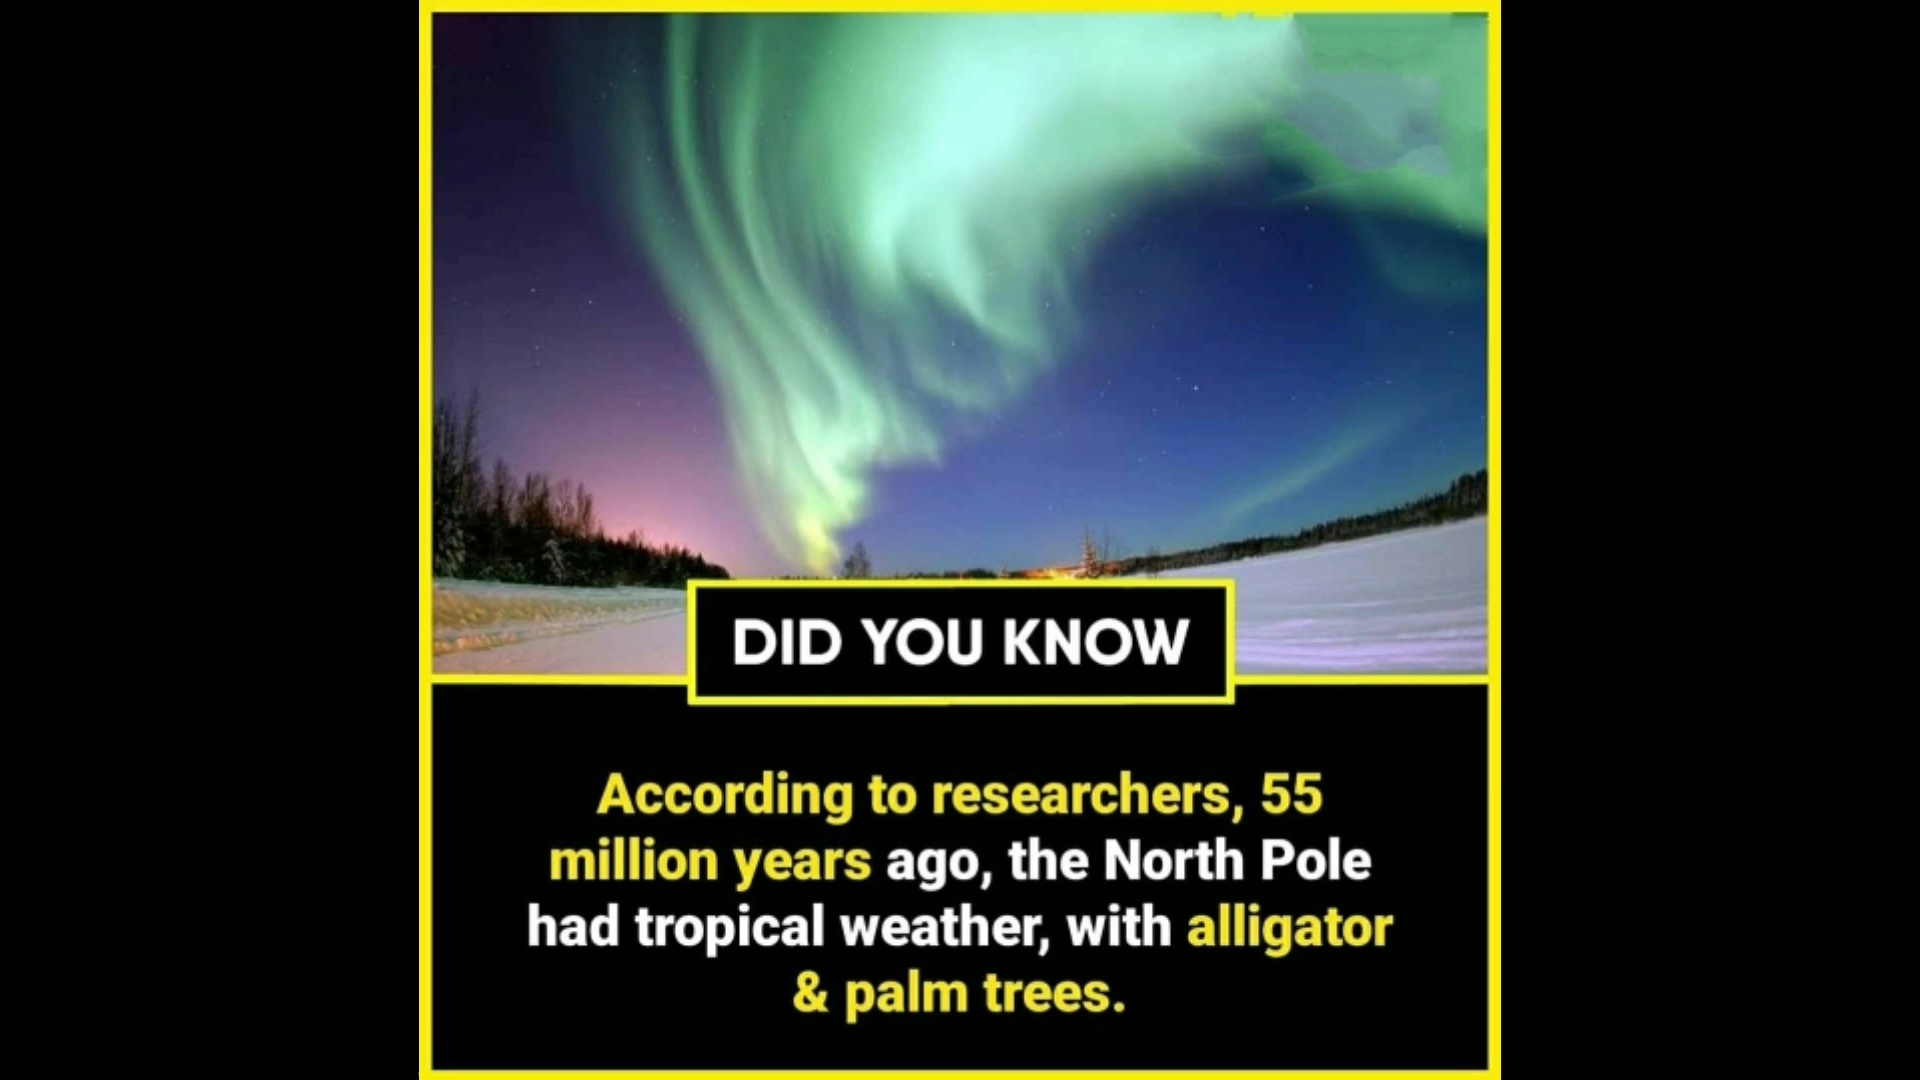 DID YOU KNOW
According to researchers, 55
million years ago, the North Pole
had tropical weather, with alligator
& palm trees.